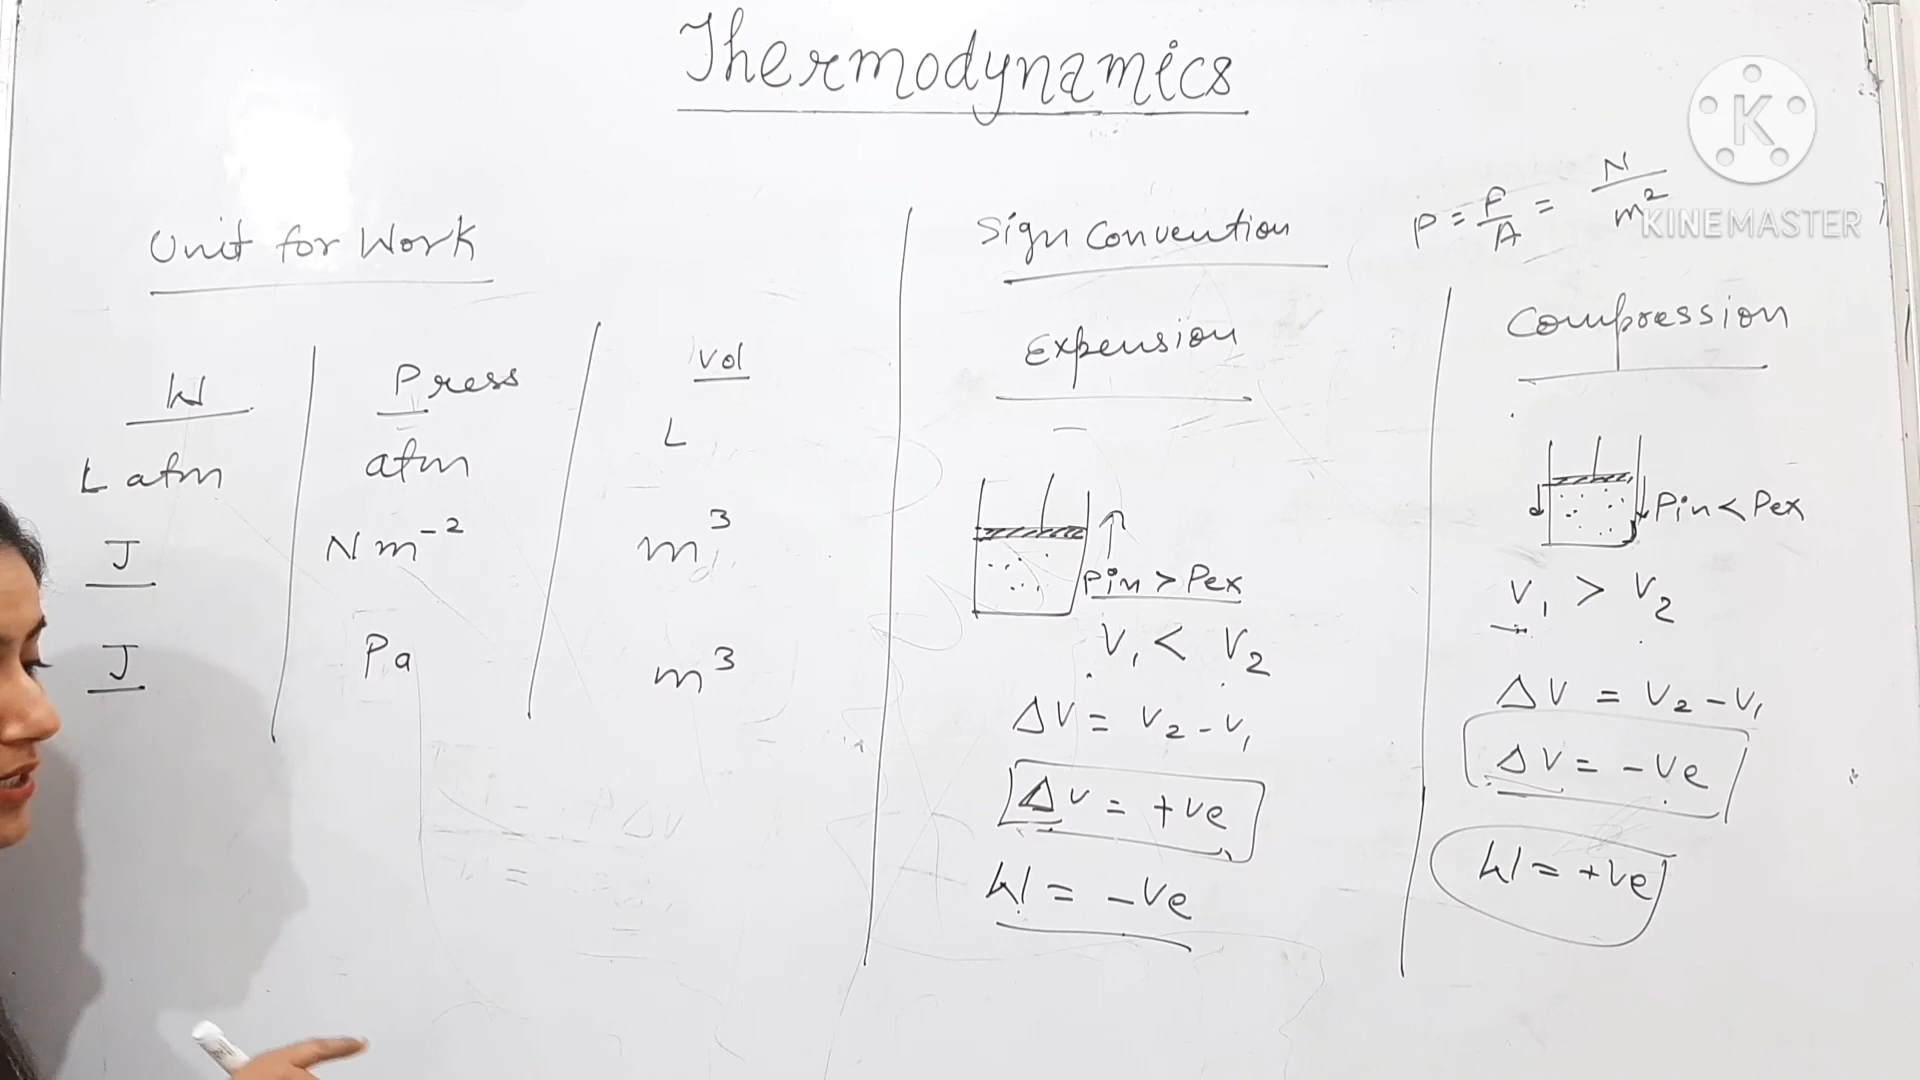 Thermodynamics
Unit for Work
W Press Vol
L atm atm L
J Nm⁻² m³
J Pa m³
Sign Convention
P = F/A = N/m²
Expension
Pin > Pex
V₁ < V₂
ΔV = V₂ - V₁
ΔV = +ve
W = -ve
Compression
Pin < Pex
V₁ > V₂
ΔV = V₂ - V₁
ΔV = -ve
W = +ve
K
KINEMASTER